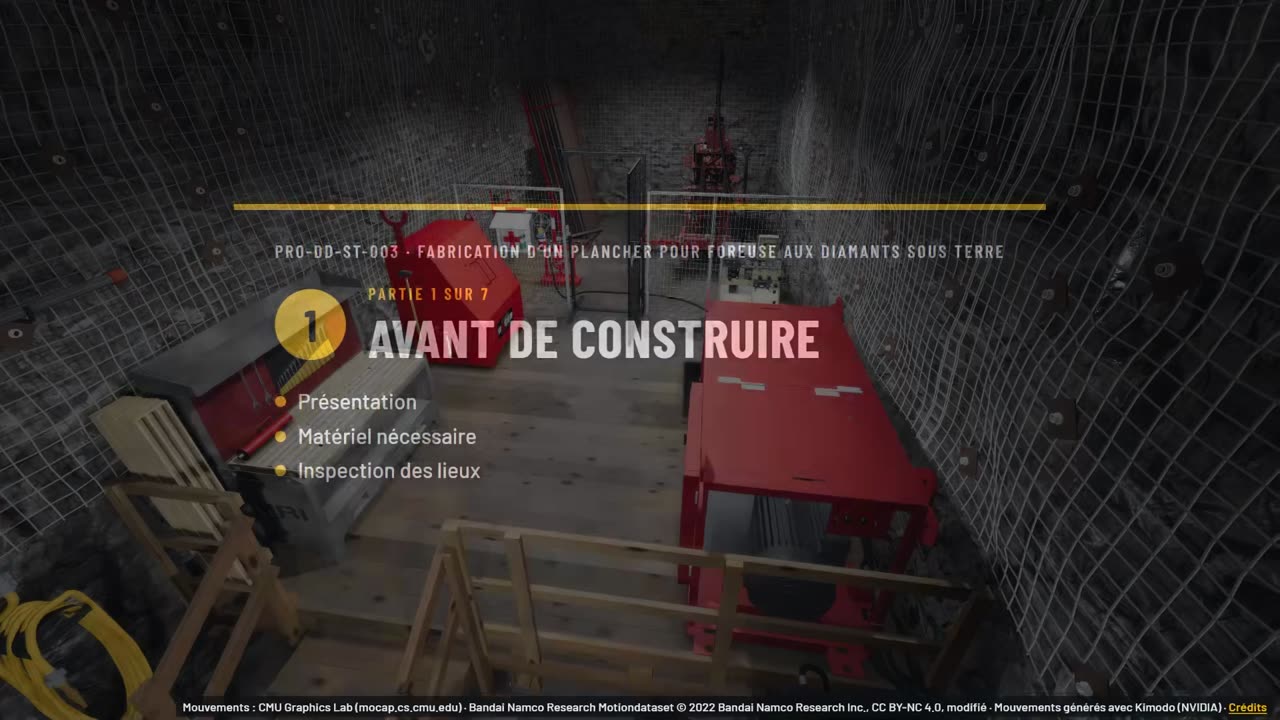 PRO-DD-ST-003 · FABRICATION D'UN PLANCHER POUR FOREUSE AUX DIAMANTS SOUS TERRE
PARTIE 1 SUR 7
1
AVANT DE CONSTRUIRE
Présentation
Matériel nécessaire
Inspection des lieux
Mouvements : CMU Graphics Lab (mocap.cs.cmu.edu) · Bandai Namco Research Motiondataset © 2022 Bandai Namco Research Inc., CC BY-NC 4.0, modifié · Mouvements générés avec Kimodo (NVIDIA) · Crédits